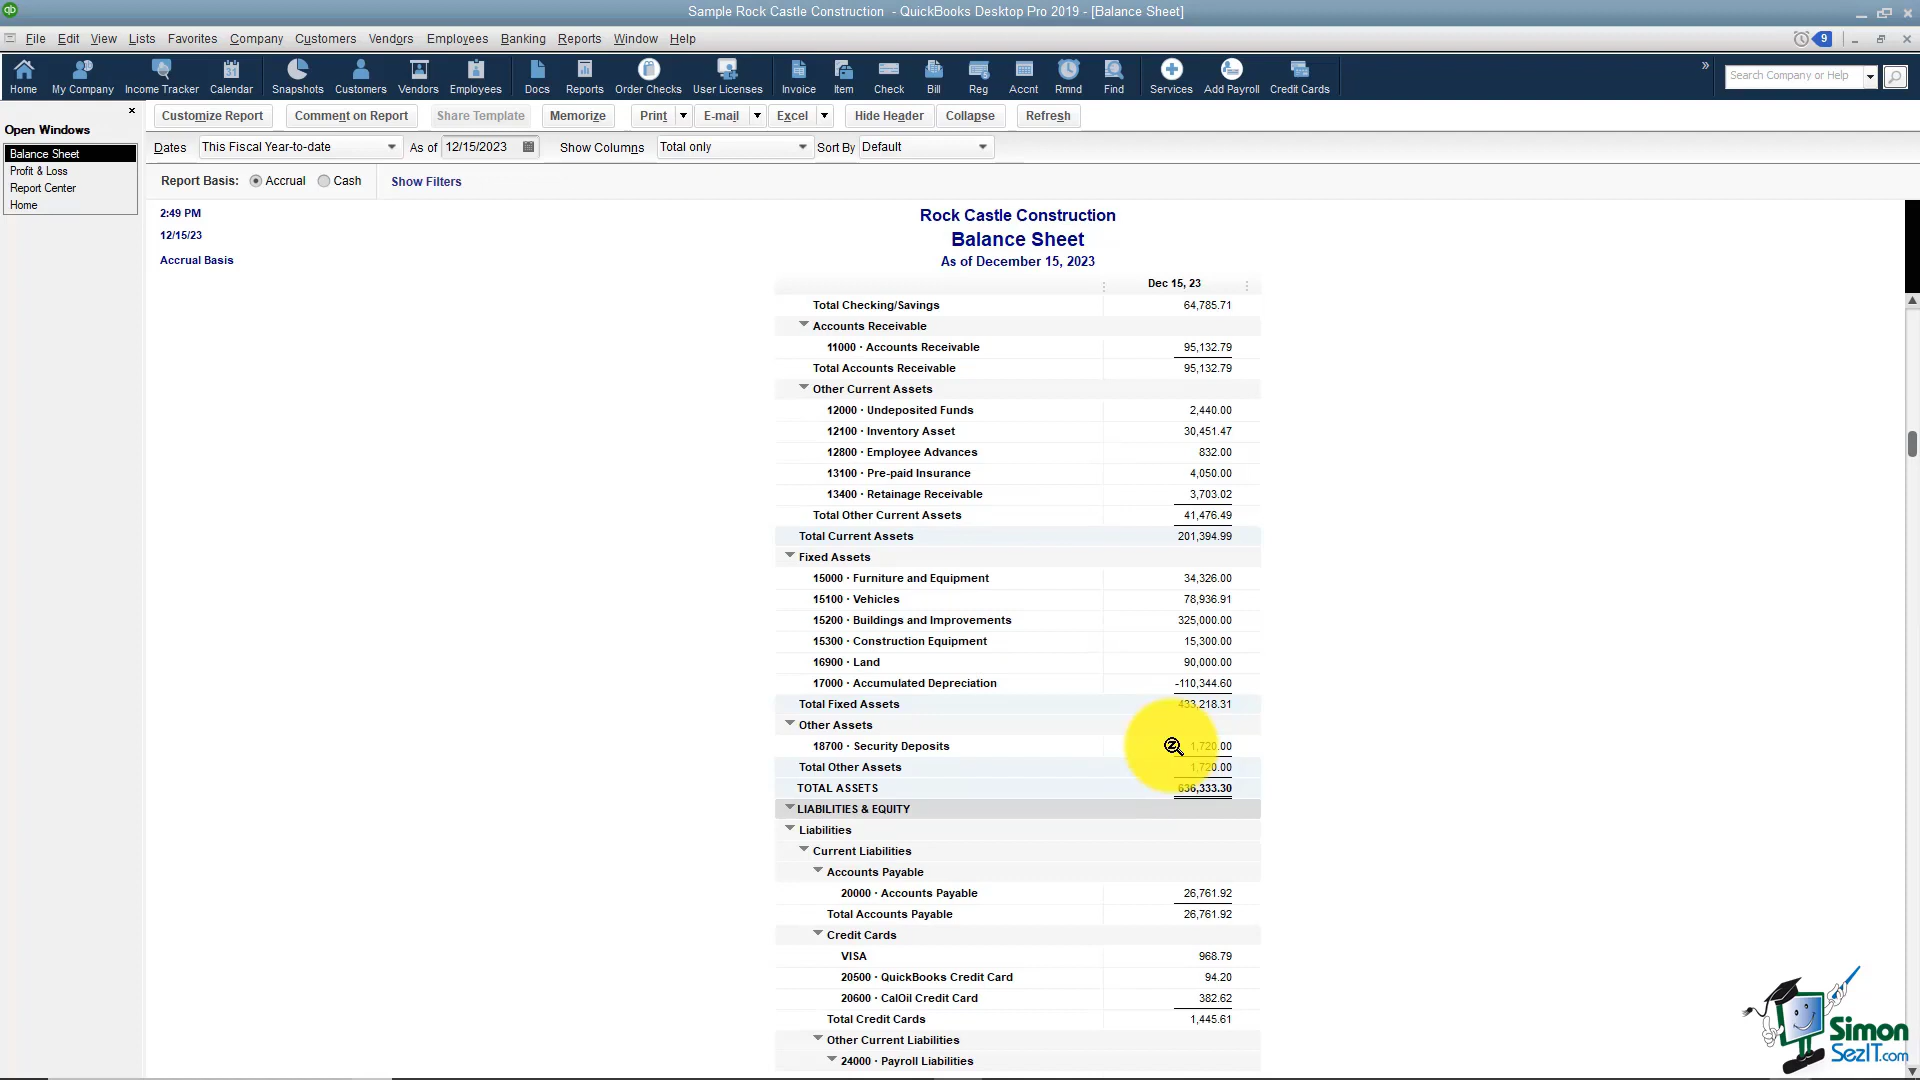 Sample Rock Castle Construction - QuickBooks Desktop Pro 2019 - [Balance Sheet]
File Edit View Lists Favorites Company Customers Vendors Employees Banking Reports Window Help 9
Home My Company Income Tracker Calendar Snapshots Customers Vendors Employees Docs Reports Order Checks User Licenses Invoice Item Check Bill Reg Accnt Rmnd Find Services Add Payroll Credit Cards » Search Company or Help
Customize Report Comment on Report Share Template Memorize Print E-mail Excel Hide Header Collapse Refresh
Open Windows
Balance Sheet
Profit & Loss
Report Center
Home
Dates This Fiscal Year-to-date As of 12/15/2023 Show Columns Total only Sort By Default
Report Basis: Accrual Cash Show Filters
2:49 PM
12/15/23
Accrual Basis
Rock Castle Construction
Balance Sheet
As of December 15, 2023
Dec 15, 23
Total Checking/Savings 64,785.71
Accounts Receivable
11000 · Accounts Receivable 95,132.79
Total Accounts Receivable 95,132.79
Other Current Assets
12000 · Undeposited Funds 2,440.00
12100 · Inventory Asset 30,451.47
12800 · Employee Advances 832.00
13100 · Pre-paid Insurance 4,050.00
13400 · Retainage Receivable 3,703.02
Total Other Current Assets 41,476.49
Total Current Assets 201,394.99
Fixed Assets
15000 · Furniture and Equipment 34,326.00
15100 · Vehicles 78,936.91
15200 · Buildings and Improvements 325,000.00
15300 · Construction Equipment 15,300.00
16900 · Land 90,000.00
17000 · Accumulated Depreciation -110,344.60
Total Fixed Assets 433,218.31
Other Assets
18700 · Security Deposits 1,720.00
Total Other Assets 1,720.00
TOTAL ASSETS 636,333.30
LIABILITIES & EQUITY
Liabilities
Current Liabilities
Accounts Payable
20000 · Accounts Payable 26,761.92
Total Accounts Payable 26,761.92
Credit Cards
VISA 968.79
20500 · QuickBooks Credit Card 94.20
20600 · CalOil Credit Card 382.62
Total Credit Cards 1,445.61
Other Current Liabilities
24000 · Payroll Liabilities
Simon
SezIT.com